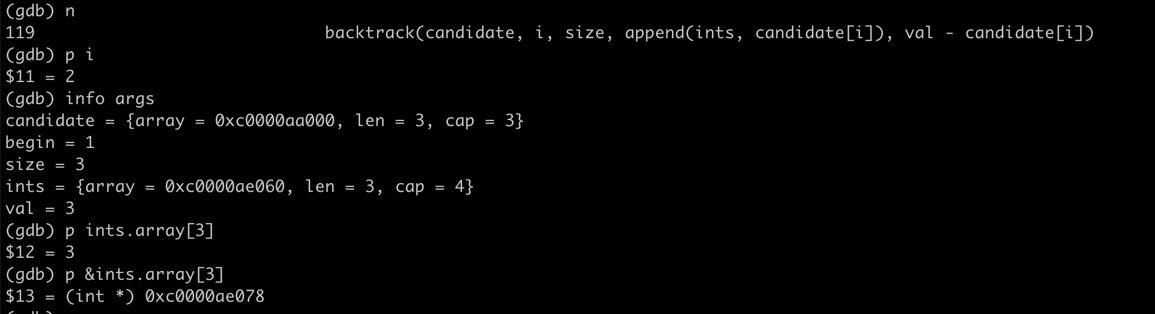 (gdb) n
119                             backtrack(candidate, i, size, append(ints, candidate[i]), val - candidate[i])
(gdb) p i
$11 = 2
(gdb) info args
candidate = {array = 0xc0000aa000, len = 3, cap = 3}
begin = 1
size = 3
ints = {array = 0xc0000ae060, len = 3, cap = 4}
val = 3
(gdb) p ints.array[3]
$12 = 3
(gdb) p &ints.array[3]
$13 = (int *) 0xc0000ae078